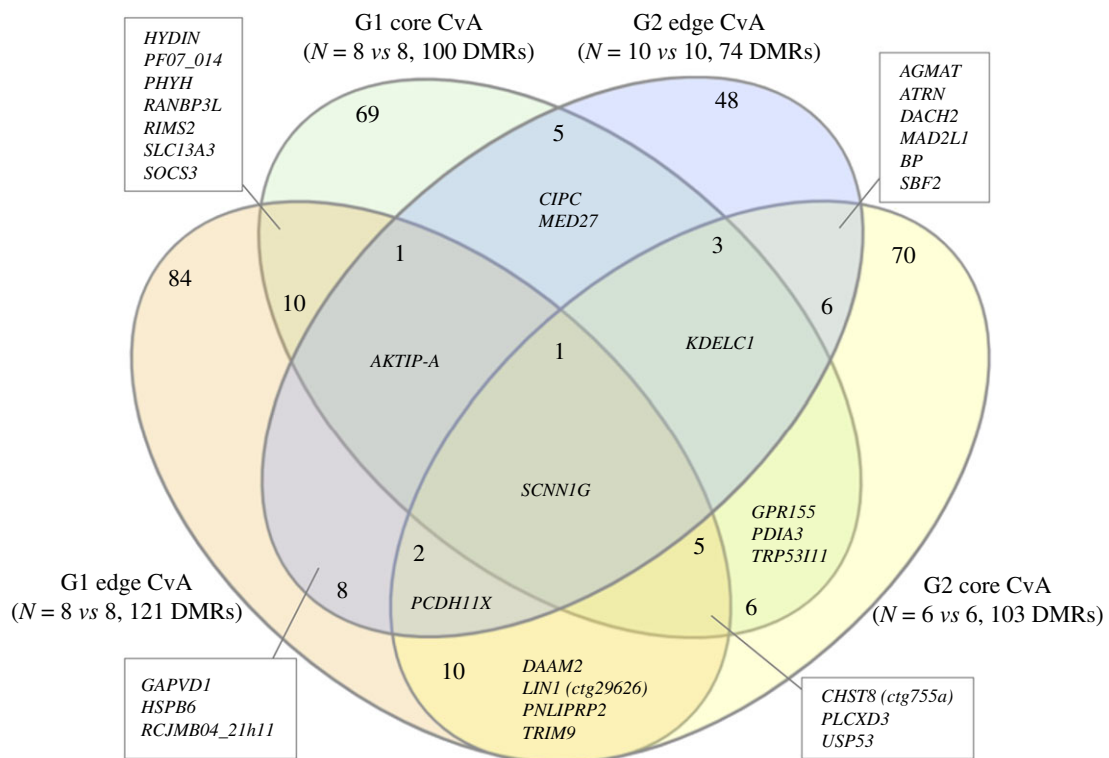 G1 core CvA
(N = 8 vs 8, 100 DMRs)
G2 edge CvA
(N = 10 vs 10, 74 DMRs)
HYDIN
PF07_014
PHYH
RANBP3L
RIMS2
SLC13A3
SOCS3
AGMAT
ATRN
DACH2
MAD2L1
BP
SBF2
69
5
48
CIPC
MED27
84
10
1
3
70
6
AKTIP-A
1
KDELC1
SCNN1G
GPR155
PDIA3
TRP53I11
2
5
G1 edge CvA
(N = 8 vs 8, 121 DMRs)
8
PCDH11X
6
G2 core CvA
(N = 6 vs 6, 103 DMRs)
10
DAAM2
LIN1 (ctg29626)
PNLIPRP2
TRIM9
GAPVD1
HSPB6
RCJMB04_21h11
CHST8 (ctg755a)
PLCXD3
USP53